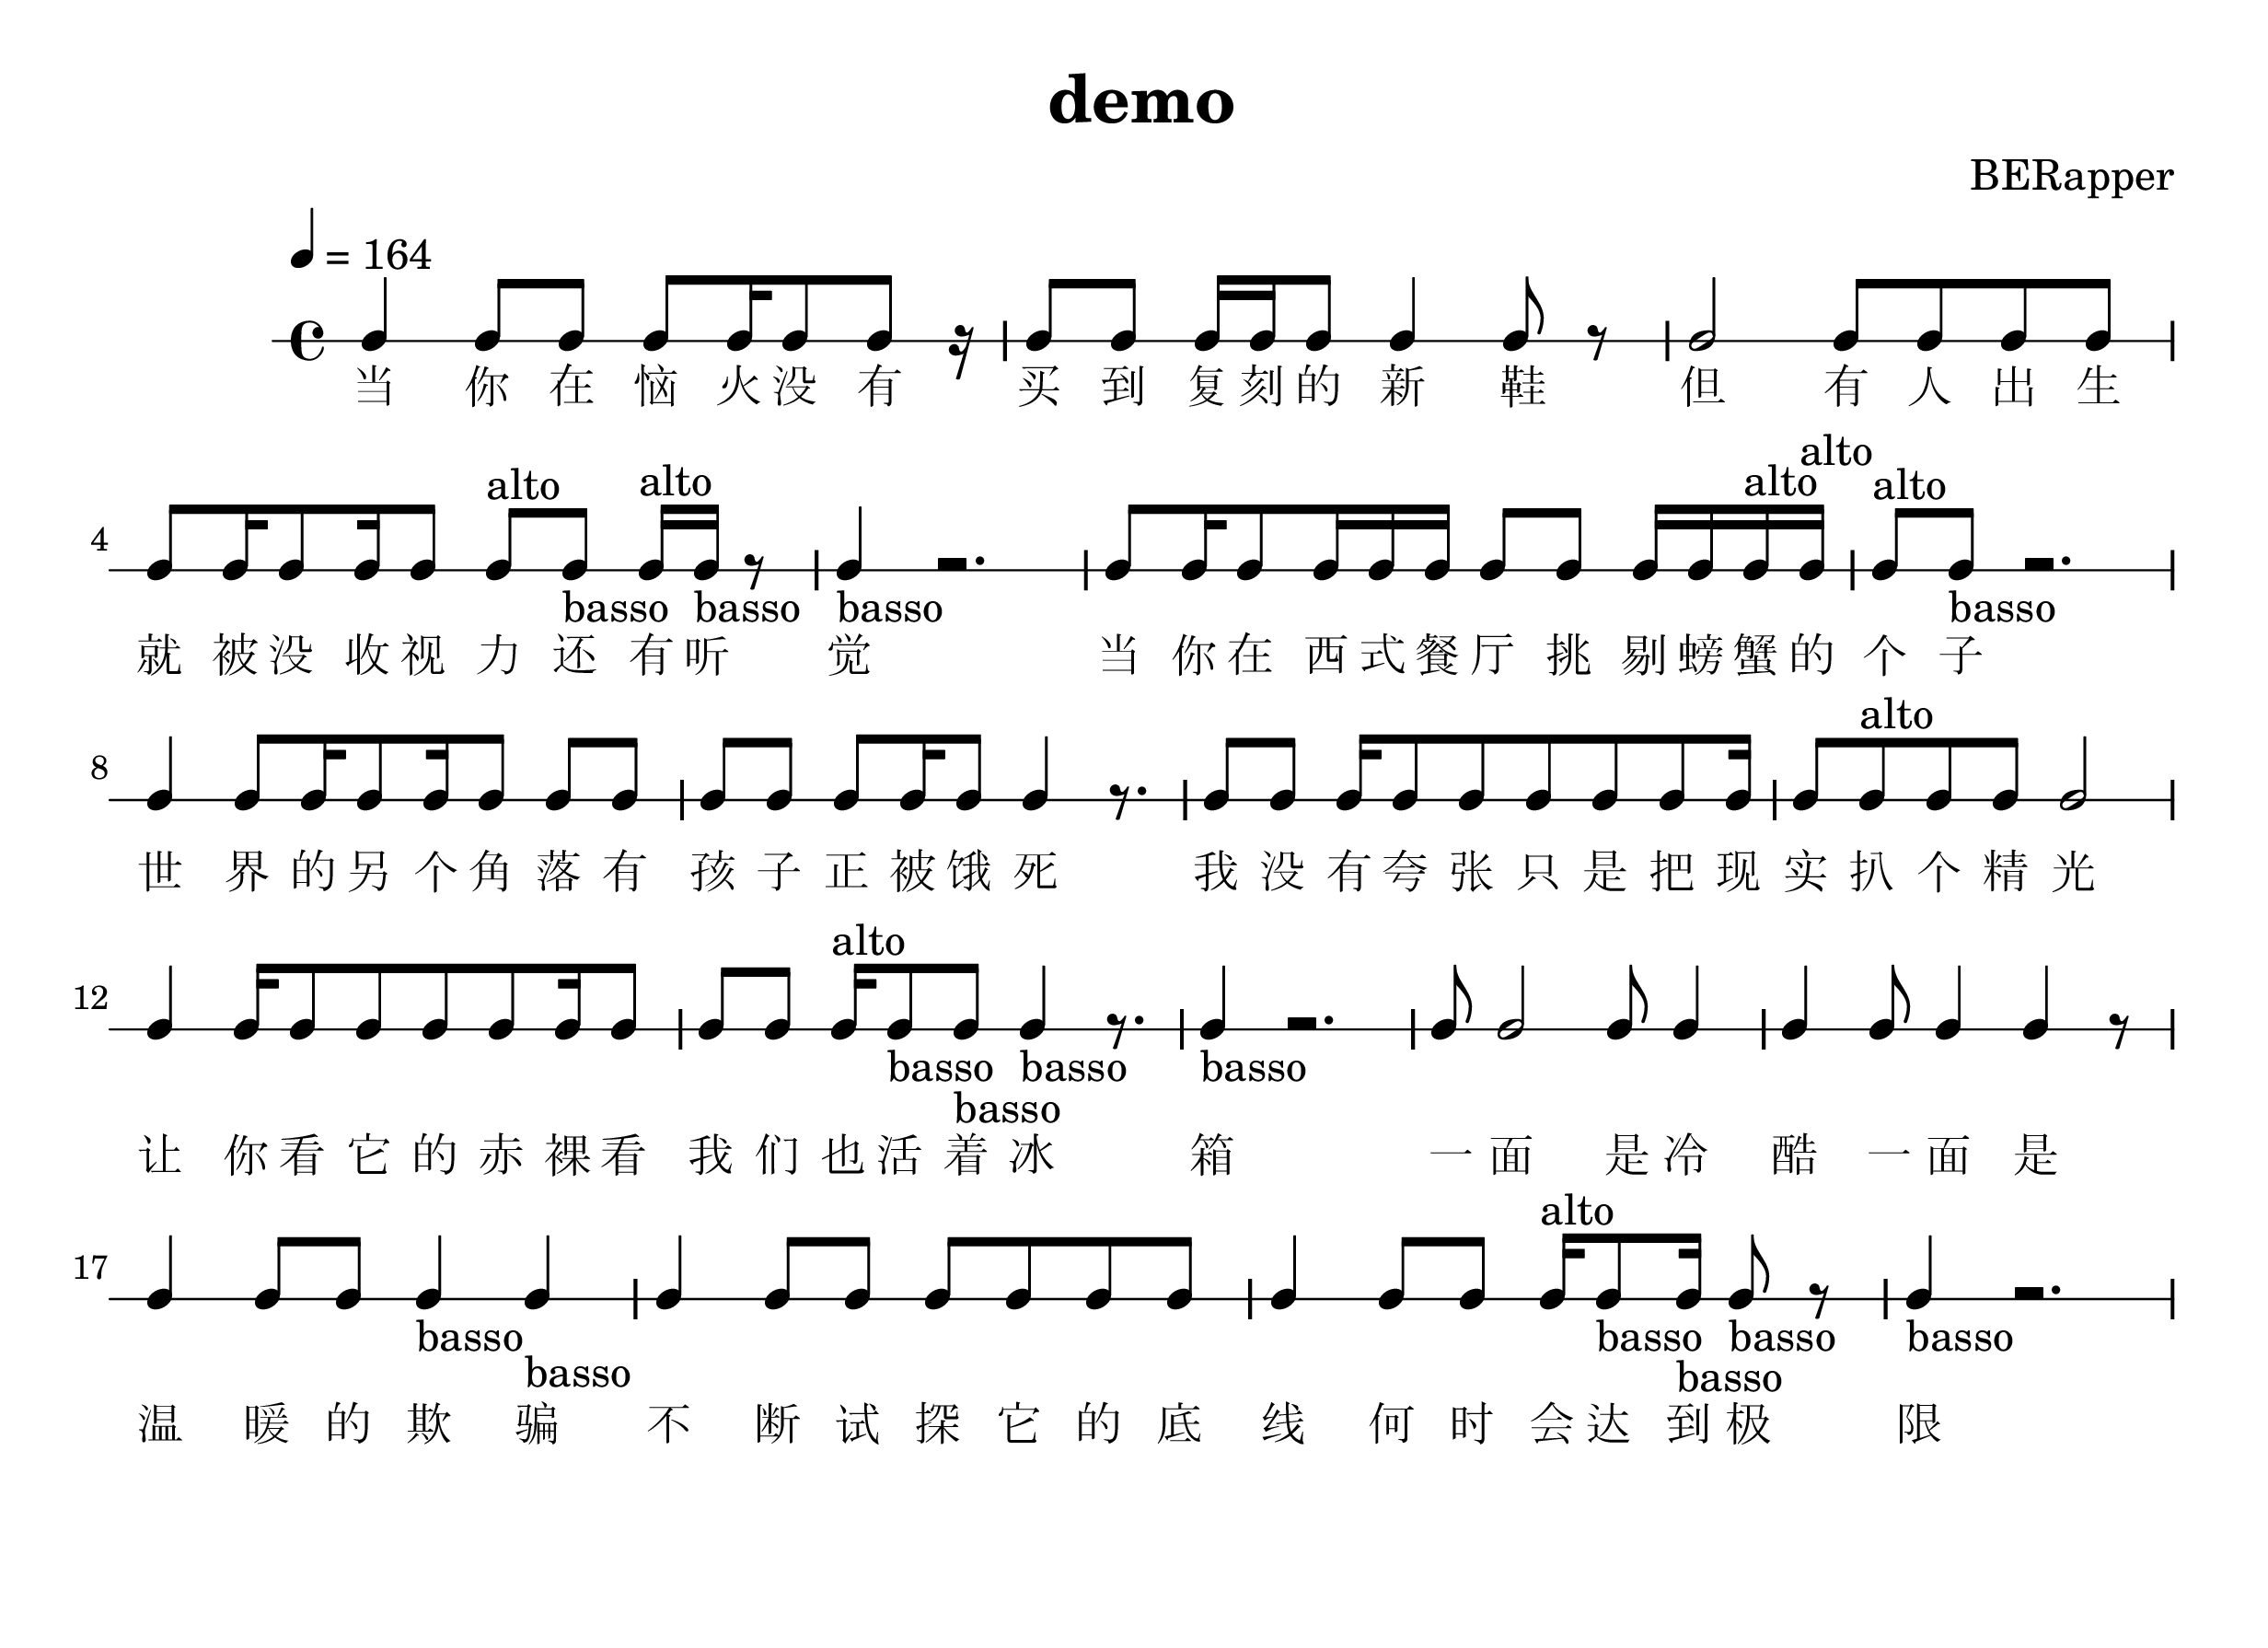 demo
BERapper
= 164
当 你 在 恼 火 没 有 买 到 复 刻 的 新 鞋 但 有 人 出 生
alto alto alto alto alto
4
basso basso basso basso
就 被 没 收 视 力 还 有 听 觉 当 你 在 西 式 餐 厅 挑 剔 螃 蟹 的 个 子
alto
8
世 界 的 另 个 角 落 有 孩 子 正 被 饿 死 我 没 有 夸 张 只 是 把 现 实 扒 个 精 光
alto
12
basso basso basso basso
让 你 看 它 的 赤 裸 看 我 们 也 活 着 冰 箱 一 面 是 冷 酷 一 面 是
alto
17
basso basso basso basso basso basso
温 暖 的 欺 骗 不 断 试 探 它 的 底 线 何 时 会 达 到 极 限